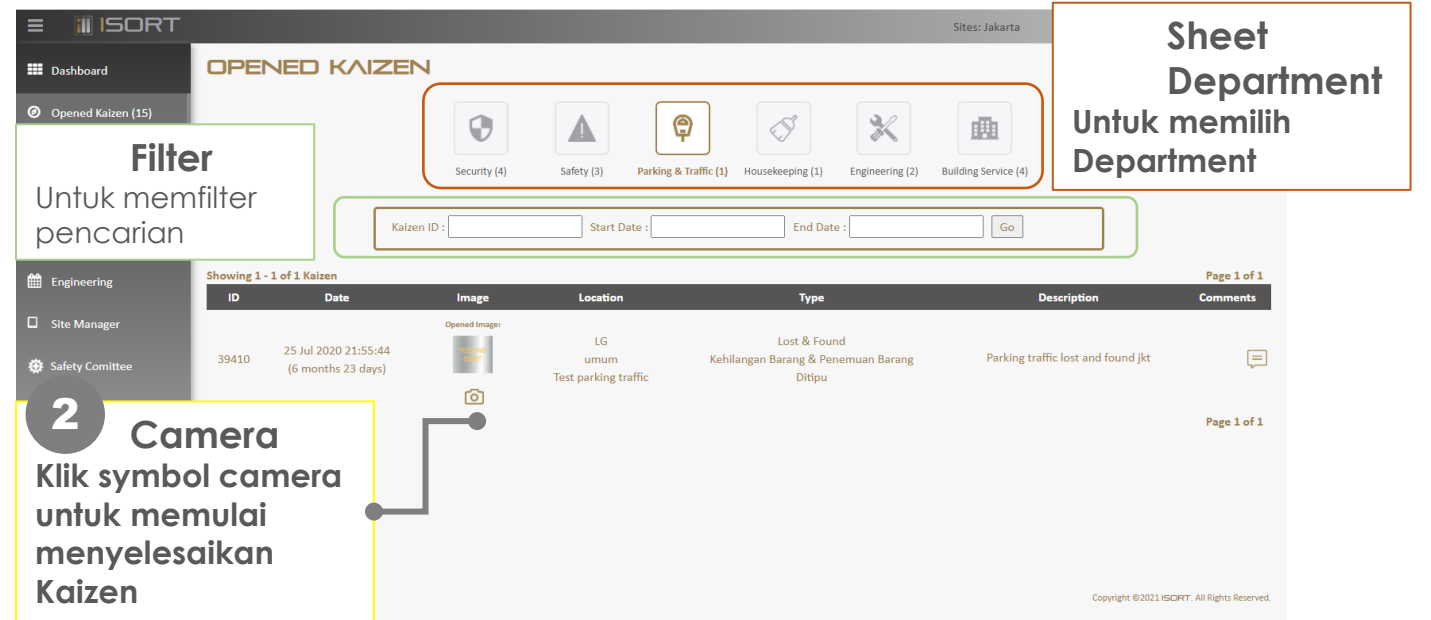 ISORT
Sites: Jakarta
Dashboard
Opened Kaizen (15)
Engineering
Site Manager
Safety Comittee
OPENED KAIZEN
Security (4)
Safety (3)
Parking & Traffic (1)
Housekeeping (1)
Engineering (2)
Building Service (4)
Sheet
Department
Untuk memilih
Department
Filter
Untuk memfilter
pencarian
Kaizen ID :
Start Date :
End Date :
Go
Showing 1 - 1 of 1 Kaizen
Page 1 of 1
ID Date Image Location Type Description Comments
39410
25 Jul 2020 21:55:44
(6 months 23 days)
Opened Image:
LG
umum
Test parking traffic
Lost & Found
Kehilangan Barang & Penemuan Barang
Ditipu
Parking traffic lost and found jkt
Page 1 of 1
2
Camera
Klik symbol camera
untuk memulai
menyelesaikan
Kaizen
Copyright ©2021 ISORT. All Rights Reserved.